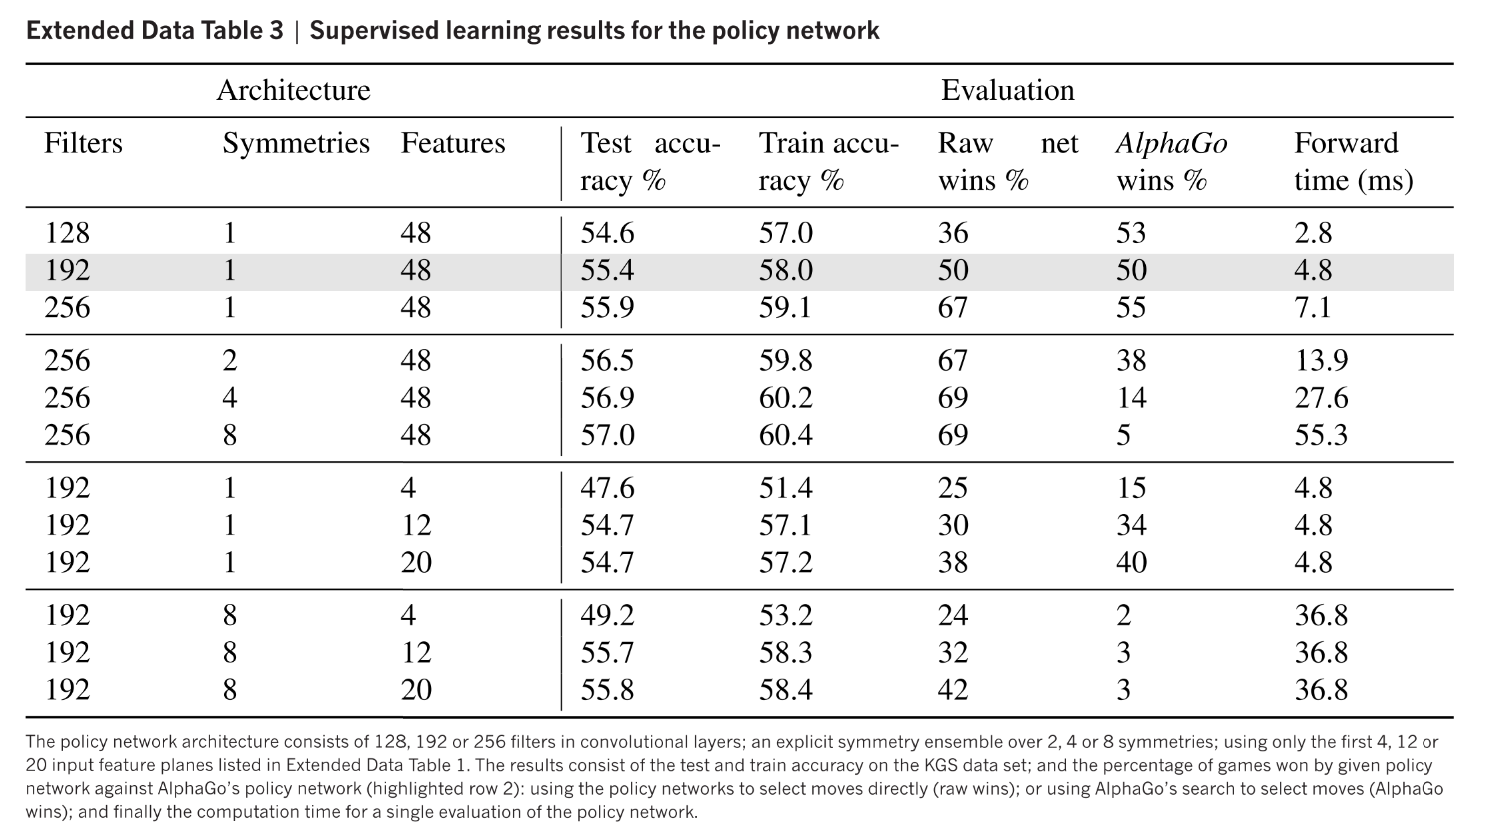 Extended Data Table 3 | Supervised learning results for the policy network
Architecture Evaluation
Filters Symmetries Features Test accu- Train accu- Raw net AlphaGo Forward
racy % racy % wins % wins % time (ms)
128 1 48 54.6 57.0 36 53 2.8
192 1 48 55.4 58.0 50 50 4.8
256 1 48 55.9 59.1 67 55 7.1
256 2 48 56.5 59.8 67 38 13.9
256 4 48 56.9 60.2 69 14 27.6
256 8 48 57.0 60.4 69 5 55.3
192 1 4 47.6 51.4 25 15 4.8
192 1 12 54.7 57.1 30 34 4.8
192 1 20 54.7 57.2 38 40 4.8
192 8 4 49.2 53.2 24 2 36.8
192 8 12 55.7 58.3 32 3 36.8
192 8 20 55.8 58.4 42 3 36.8
The policy network architecture consists of 128, 192 or 256 filters in convolutional layers; an explicit symmetry ensemble over 2, 4 or 8 symmetries; using only the first 4, 12 or
20 input feature planes listed in Extended Data Table 1. The results consist of the test and train accuracy on the KGS data set; and the percentage of games won by given policy
network against AlphaGo's policy network (highlighted row 2): using the policy networks to select moves directly (raw wins); or using AlphaGo's search to select moves (AlphaGo
wins); and finally the computation time for a single evaluation of the policy network.